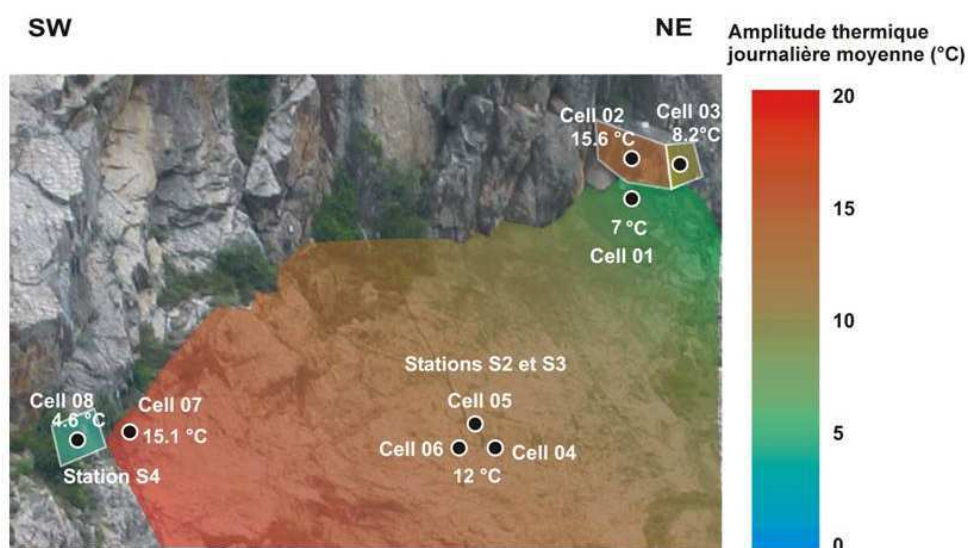 SW
NE
Amplitude thermique
journalière moyenne (°C)
20
15
10
5
0
Cell 02
15.6 °C
Cell 03
8.2°C
7 °C
Cell 01
Stations S2 et S3
Cell 05
Cell 06
Cell 04
12 °C
Cell 08
4.6 °C
Cell 07
15.1 °C
Station S4